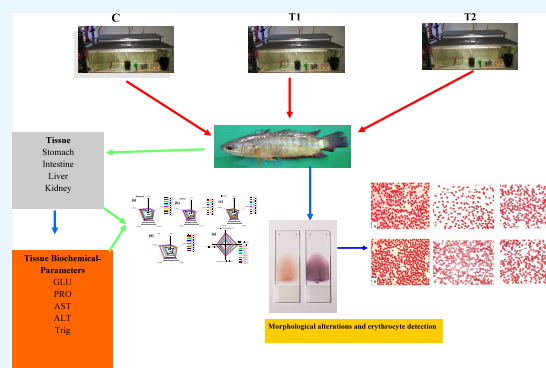 C
T1
T2
Tissue
Stomach
Intestine
Liver
Kidney
Tissue Biochemical-
Parameters
GLU
PRO
AST
ALT
Trig
(a)
(b)
(c)
(d)
(e)
Morphological alterations and erythrocyte detection